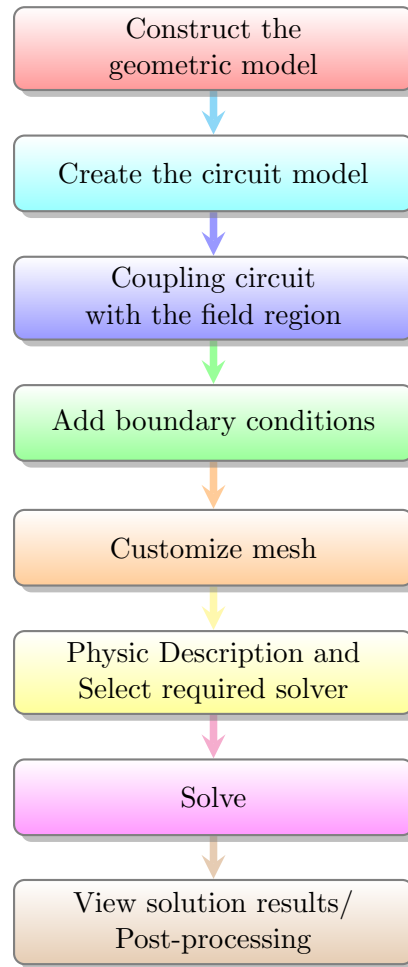 Construct the
geometric model
Create the circuit model
Coupling circuit
with the field region
Add boundary conditions
Customize mesh
Physic Description and
Select required solver
Solve
View solution results/
Post-processing